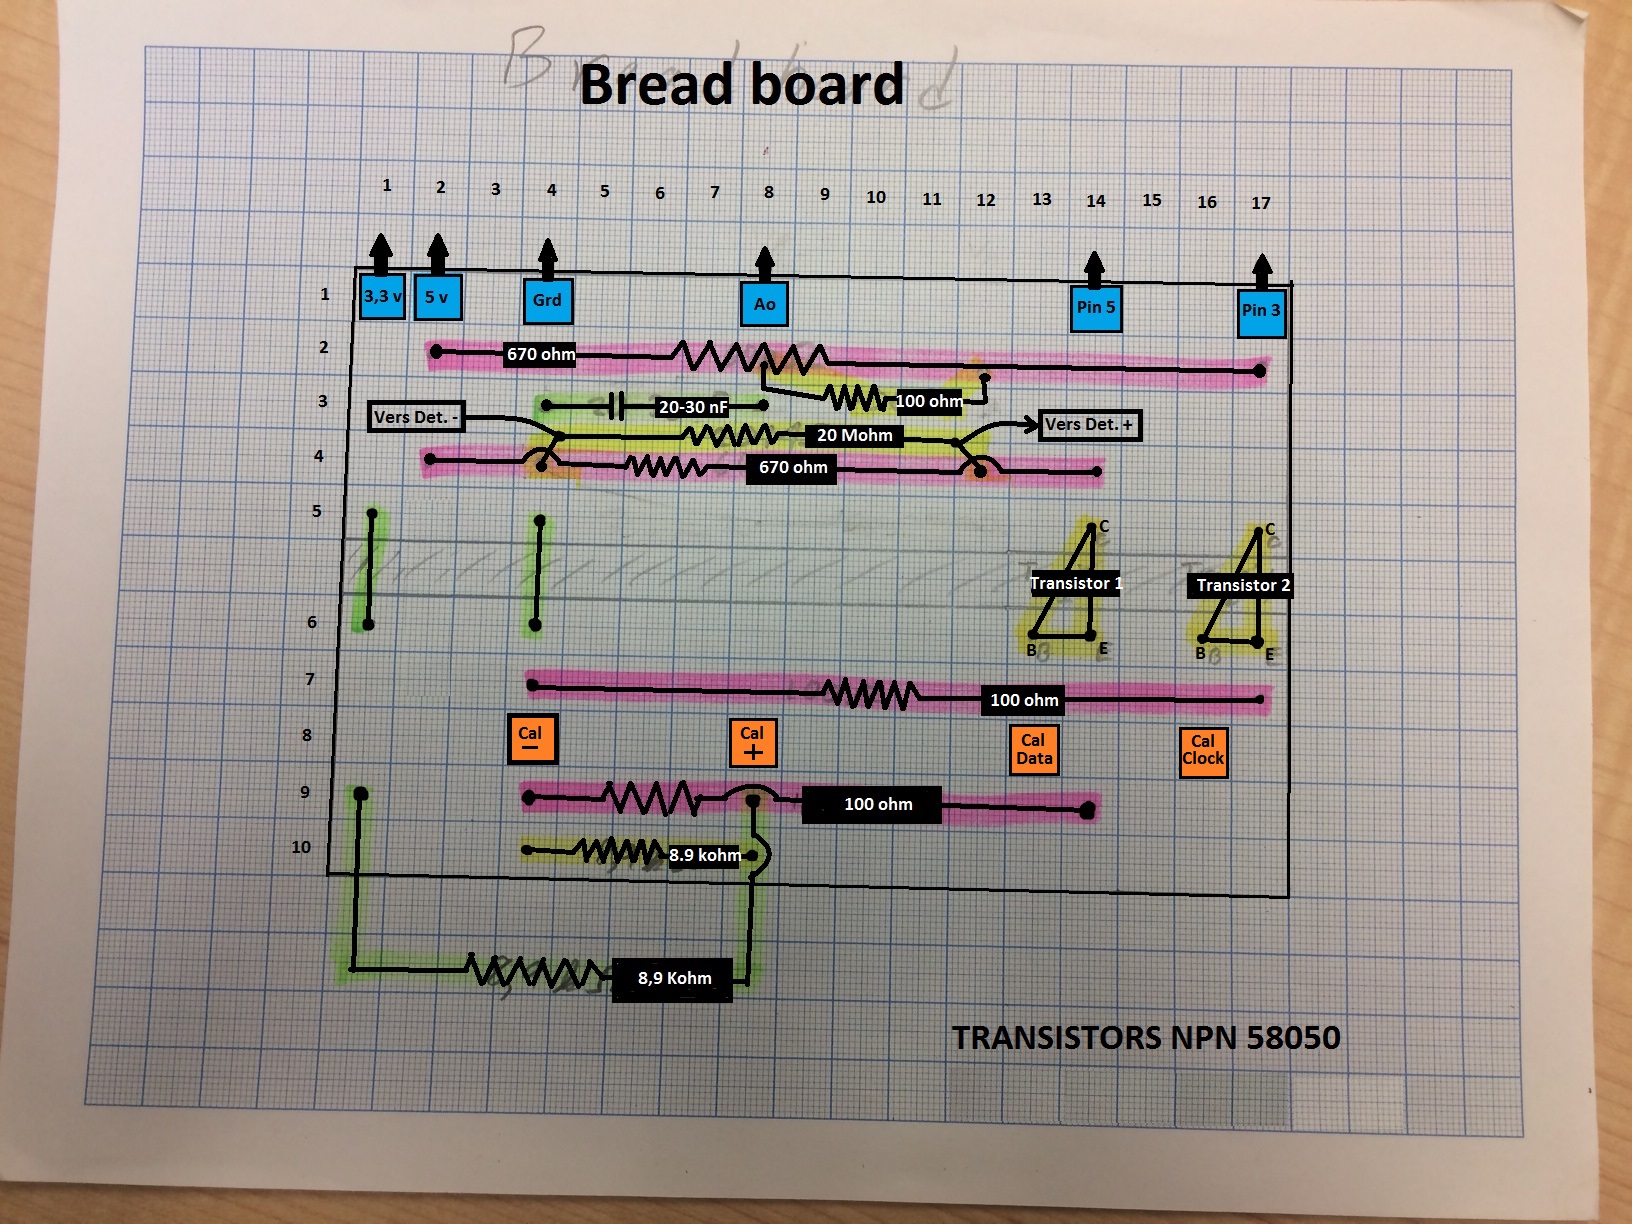 Bread board
1 2 3 4 5 6 7 8 9 10 11 12 13 14 15 16 17
1
3,3 v
5 v
Grd
Ao
Pin 5
Pin 3
2
670 ohm
3
100 ohm
20-30 nF
Vers Det. -
Vers Det. +
20 Mohm
4
670 ohm
5
C
C
Transistor 1
Transistor 2
6
B
E
B
E
7
100 ohm
8
Cal
–
Cal
+
Cal
Data
Cal
Clock
9
100 ohm
10
8.9 kohm
8,9 Kohm
TRANSISTORS NPN 58050